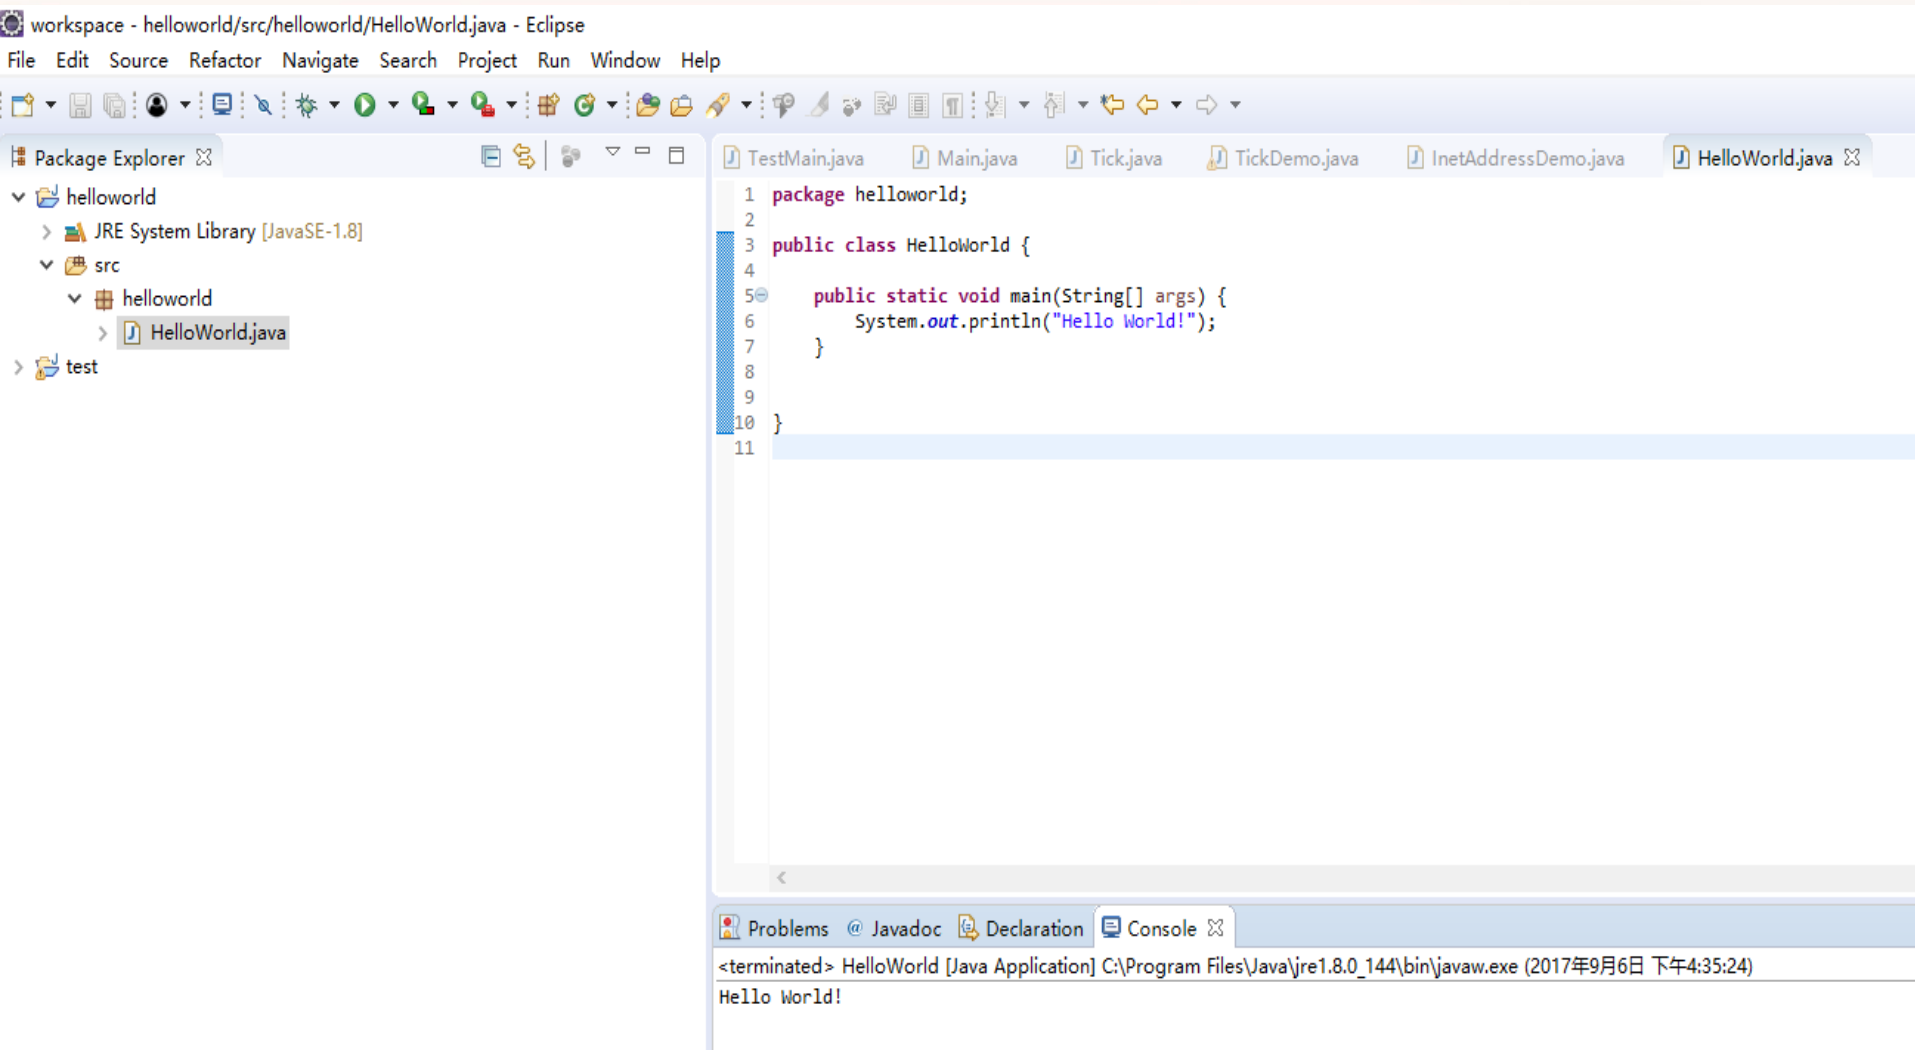 workspace - helloworld/src/helloworld/HelloWorld.java - Eclipse
File Edit Source Refactor Navigate Search Project Run Window Help
Package Explorer
helloworld
JRE System Library [JavaSE-1.8]
src
helloworld
HelloWorld.java
test
TestMain.java Main.java Tick.java TickDemo.java InetAddressDemo.java HelloWorld.java
1 package helloworld;
2
3 public class HelloWorld {
4
5 public static void main(String[] args) {
6 System.out.println("Hello World!");
7 }
8
9
10 }
11
Problems @ Javadoc Declaration Console
<terminated> HelloWorld [Java Application] C:\Program Files\Java\jre1.8.0_144\bin\javaw.exe (2017年9月6日 下午4:35:24)
Hello World!